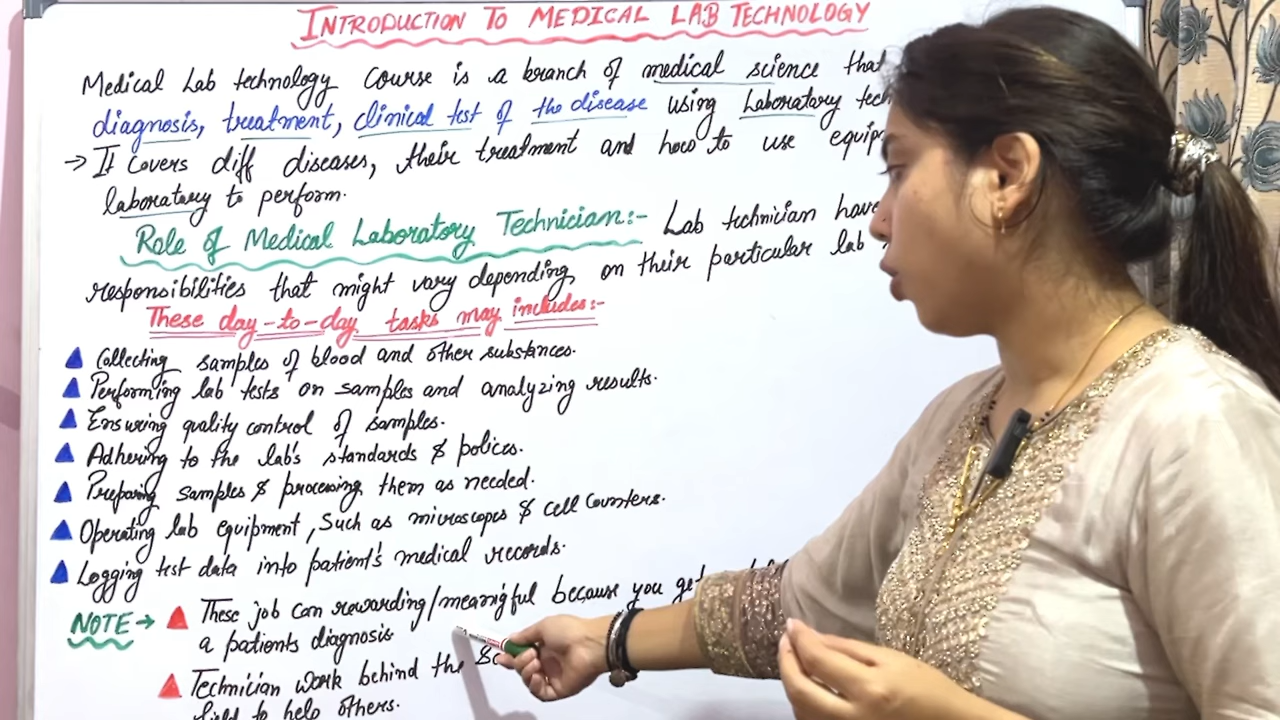 INTRODUCTION TO MEDICAL LAB TECHNOLOGY
Medical Lab technology course is a branch of medical science that
diagnosis, treatment, clinical test of the disease using Laboratory
→ It covers diff diseases, their treatment and how to use
laboratory to perform.
Role of Medical Laboratory Technician:- Lab technician have
responsibilities that might vary depending on their particular lab
These day-to-day tasks may includes:-
Collecting samples of blood and other substances.
Performing lab tests on samples and analyzing results.
Ensuring quality control of samples.
Adhering to the lab's standards & polices.
Preparing samples & processing them as needed.
Operating lab equipment, such as microscopes & cell counters.
Logging test data into patient's medical records.
NOTE → These job can rewarding/meaningful because you get
a patients diagnosis
Technician work behind the
field to help others.